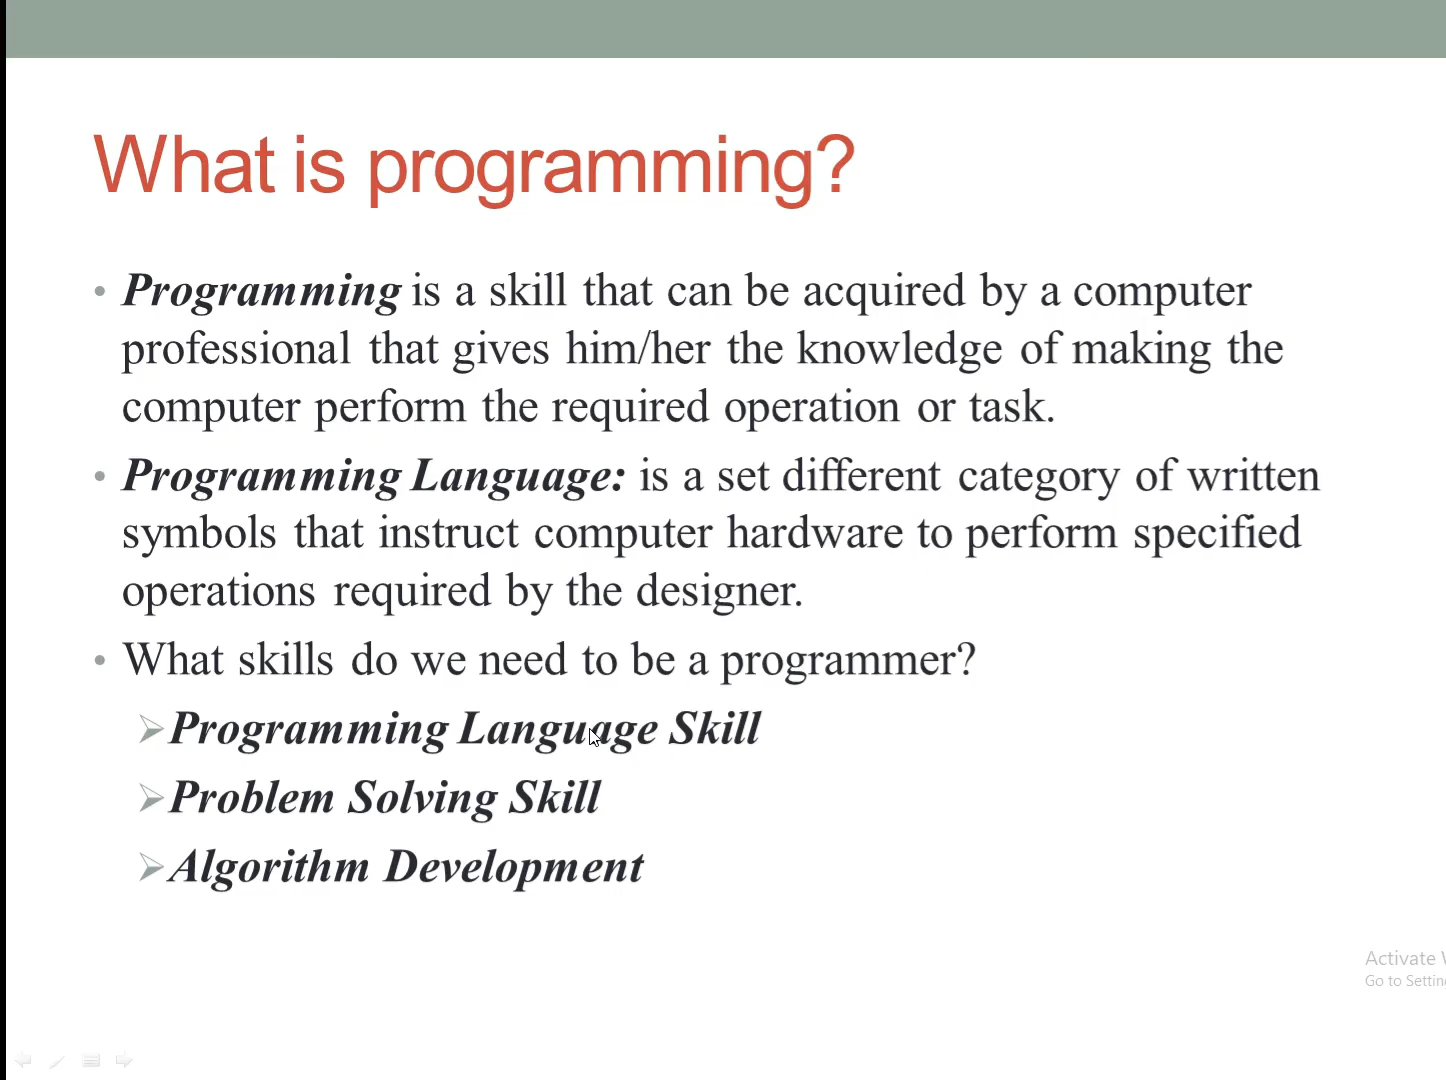 What is programming?
• Programming is a skill that can be acquired by a computer
professional that gives him/her the knowledge of making the
computer perform the required operation or task.
• Programming Language: is a set different category of written
symbols that instruct computer hardware to perform specified
operations required by the designer.
• What skills do we need to be a programmer?
➢ Programming Language Skill
➢ Problem Solving Skill
➢ Algorithm Development
Activate
Go to